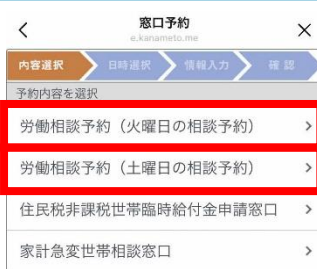 窓口予約
e.kanameto.me
内容選択 日時選択 情報入力 確認
予約内容を選択
労働相談予約（火曜日の相談予約）
労働相談予約（土曜日の相談予約）
住民税非課税世帯臨時給付金申請窓口
家計急変世帯相談窓口